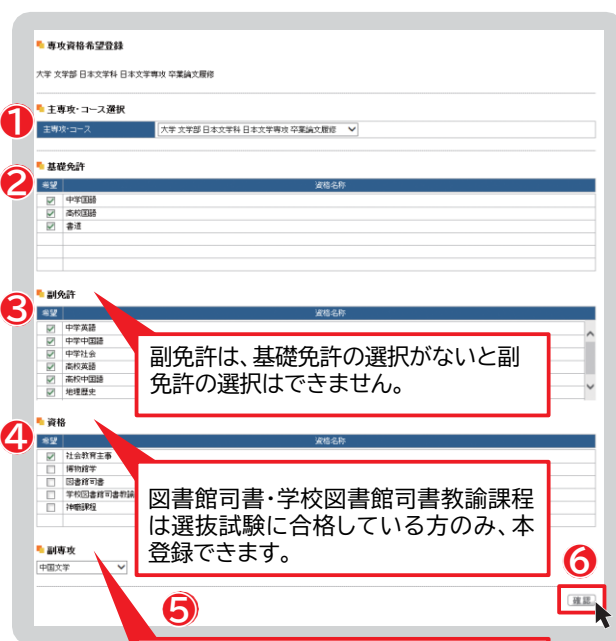 専攻資格希望登録
大学 文学部 日本文学科 日本文学専攻 卒業論文履修
1
主専攻・コース選択
主専攻・コース 大学 文学部 日本文学科 日本文学専攻 卒業論文履修
2
基礎免許
希望 資格名称
中学国語
高校国語
書道
3
副免許
希望 資格名称
中学英語
中学中国語
中学社会
高校英語
高校中国語
地理歴史
副免許は、基礎免許の選択がないと副
免許の選択はできません。
4
資格
希望 資格名称
社会教育主事
博物館学
図書館司書
学校図書館司書教諭
神職課程
図書館司書・学校図書館司書教諭課程
は選抜試験に合格している方のみ、本
登録できます。
副専攻
中国文学
5
6
確認